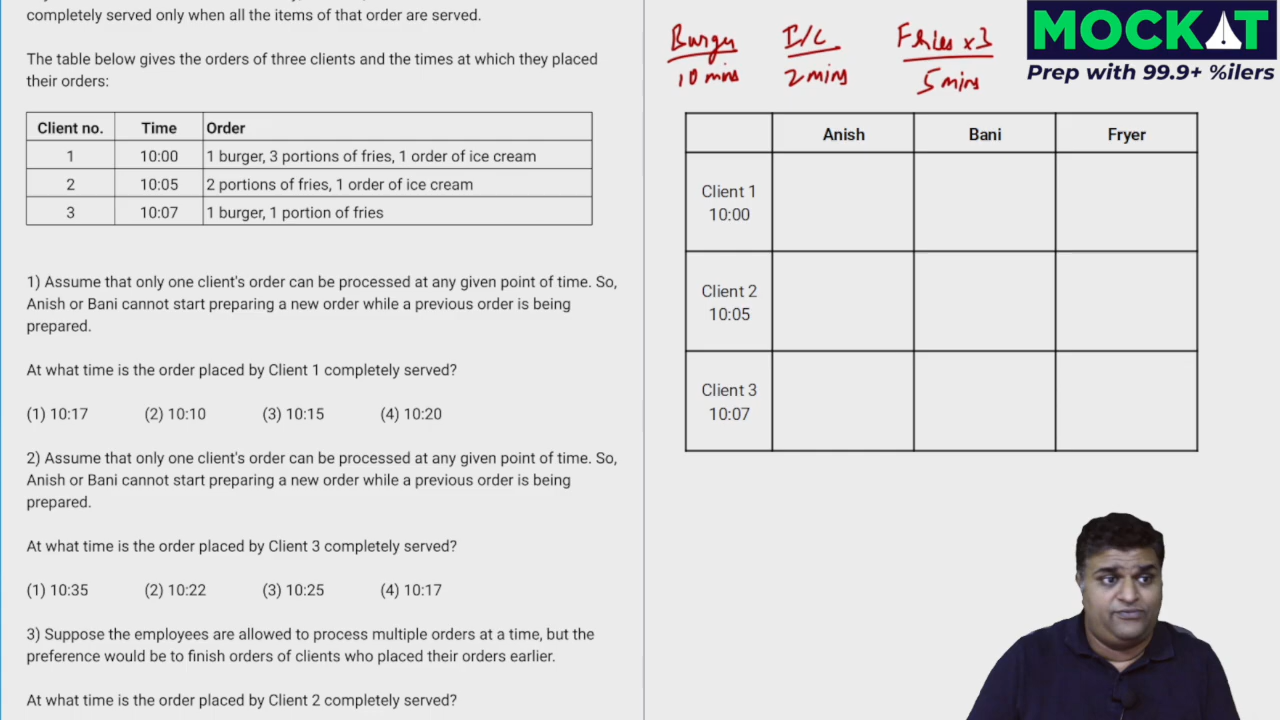 completely served only when all the items of that order are served.
The table below gives the orders of three clients and the times at which they placed
their orders:
Client no. Time Order
1 10:00 1 burger, 3 portions of fries, 1 order of ice cream
2 10:05 2 portions of fries, 1 order of ice cream
3 10:07 1 burger, 1 portion of fries
1) Assume that only one client's order can be processed at any given point of time. So,
Anish or Bani cannot start preparing a new order while a previous order is being
prepared.
At what time is the order placed by Client 1 completely served?
(1) 10:17 (2) 10:10 (3) 10:15 (4) 10:20
2) Assume that only one client's order can be processed at any given point of time. So,
Anish or Bani cannot start preparing a new order while a previous order is being
prepared.
At what time is the order placed by Client 3 completely served?
(1) 10:35 (2) 10:22 (3) 10:25 (4) 10:17
3) Suppose the employees are allowed to process multiple orders at a time, but the
preference would be to finish orders of clients who placed their orders earlier.
At what time is the order placed by Client 2 completely served?
Burger I/C Fries x3
10 mins 2 mins 5 mins
MOCKAT
Prep with 99.9+ %ilers
Anish Bani Fryer
Client 1
10:00
Client 2
10:05
Client 3
10:07